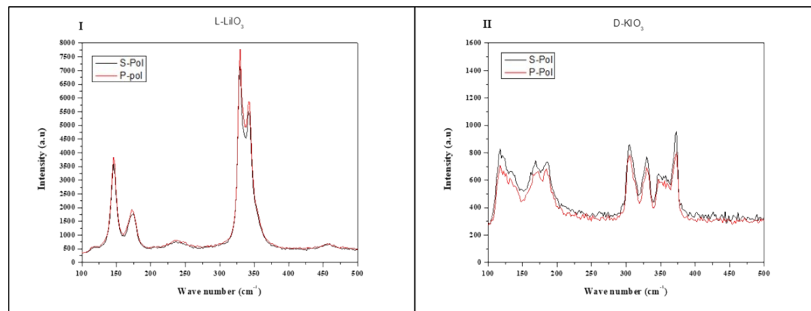 I
L-LiIO₃
S-Pol
P-pol
8000
7500
7000
6500
6000
5500
5000
4500
4000
3500
3000
2500
2000
1500
1000
500
0
Intensity (a.u)
100 150 200 250 300 350 400 450 500
Wave number (cm⁻¹)
II
D-KIO₃
S-Pol
P-Pol
1600
1400
1200
1000
800
600
400
200
0
Intensity (a.u)
100 150 200 250 300 350 400 450 500
Wave number (cm⁻¹)